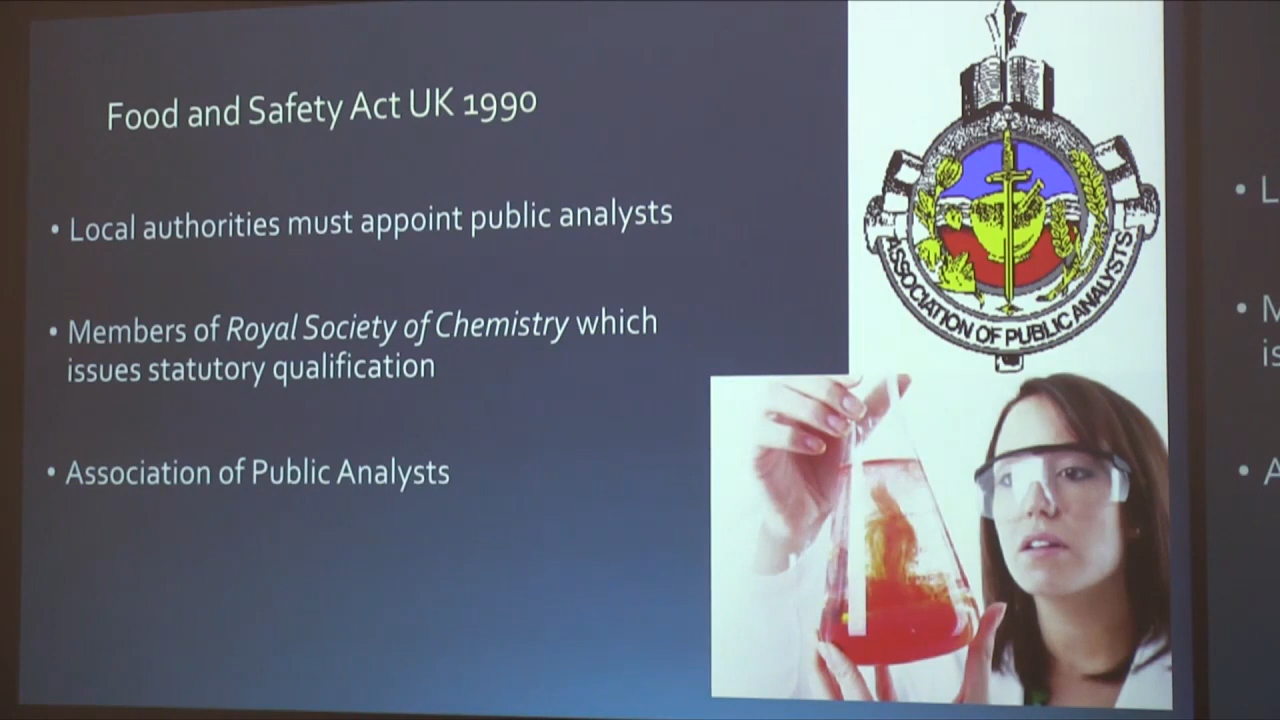 Food and Safety Act UK 1990
• Local authorities must appoint public analysts
• Members of Royal Society of Chemistry which
issues statutory qualification
• Association of Public Analysts
ASSOCIATION OF PUBLIC ANALYSTS
• L
• M
is
• A